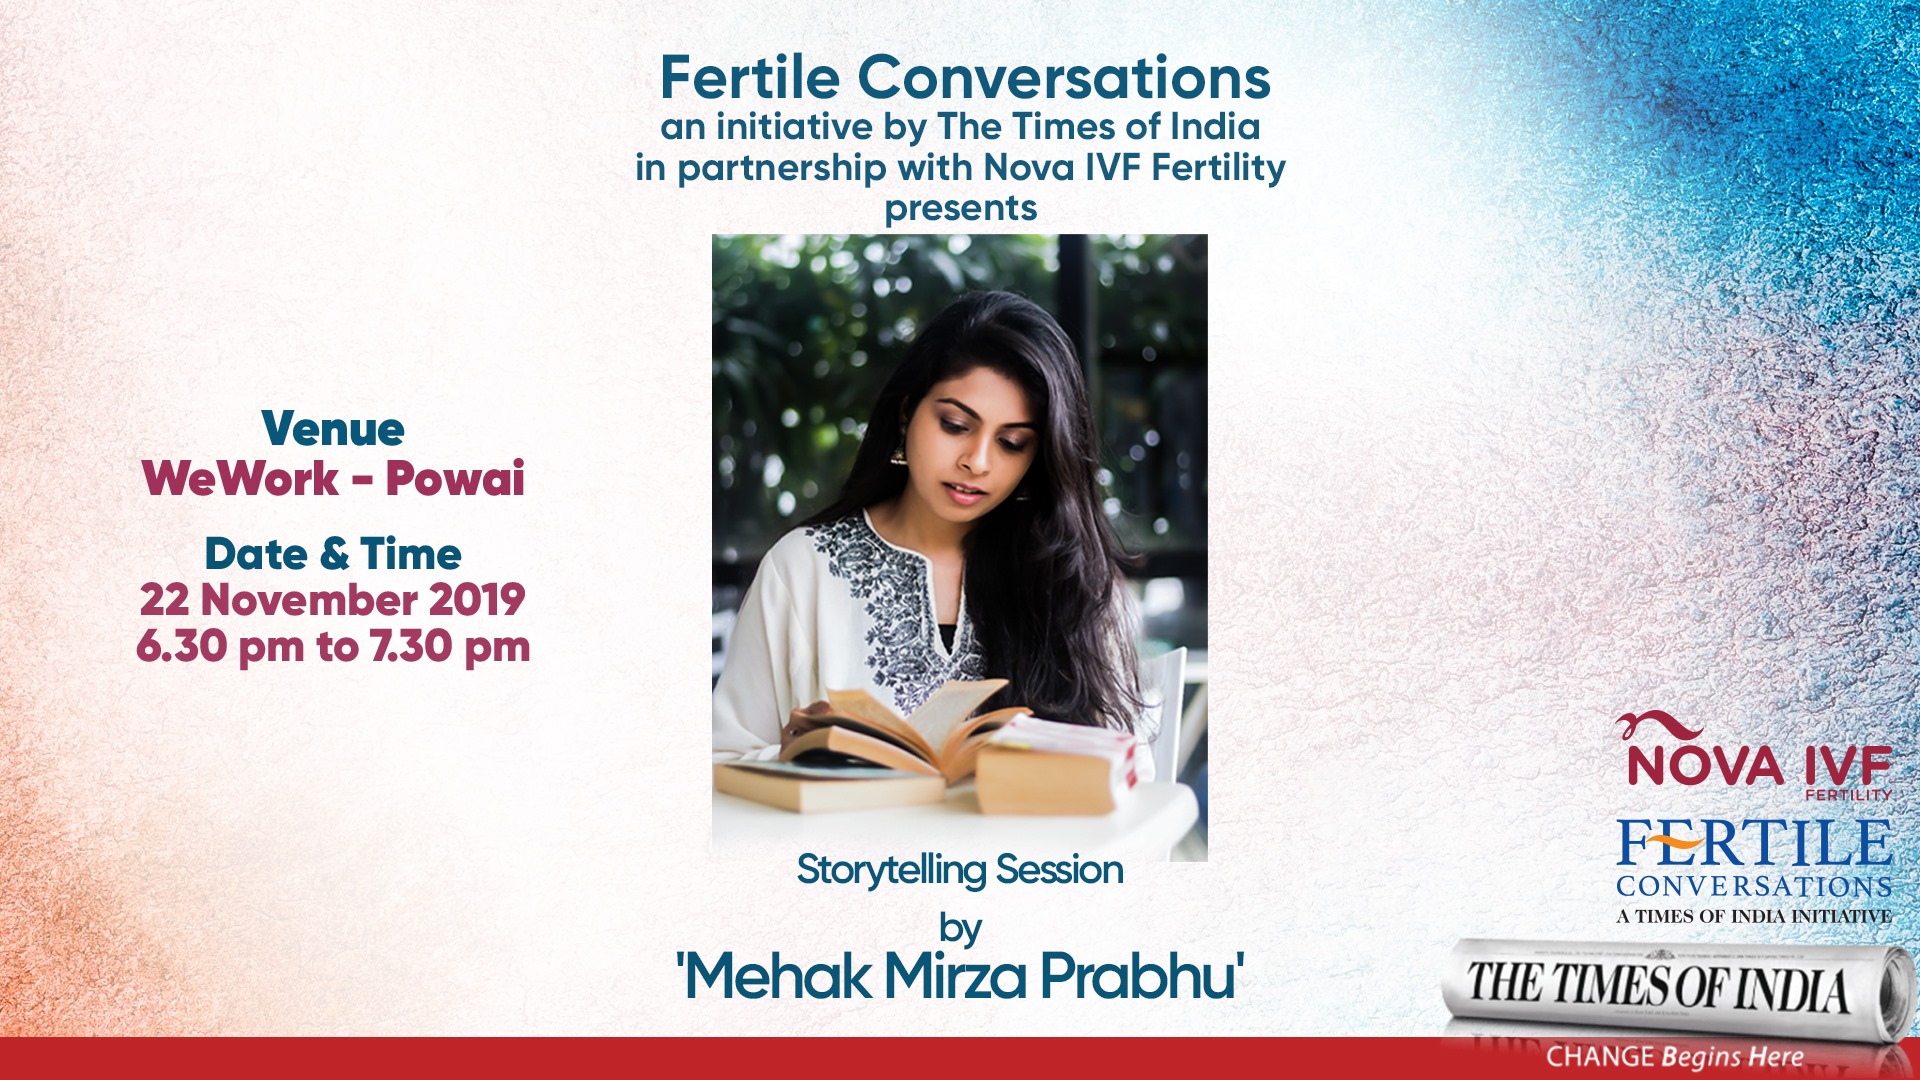 Fertile Conversations
an initiative by The Times of India
in partnership with Nova IVF Fertility
presents
Venue
WeWork - Powai
Date & Time
22 November 2019
6.30 pm to 7.30 pm
Storytelling Session
by
'Mehak Mirza Prabhu'
NOVA IVF
FERTILITY
FERTILE
CONVERSATIONS
A TIMES OF INDIA INITIATIVE
THE TIMES OF INDIA
CHANGE Begins Here